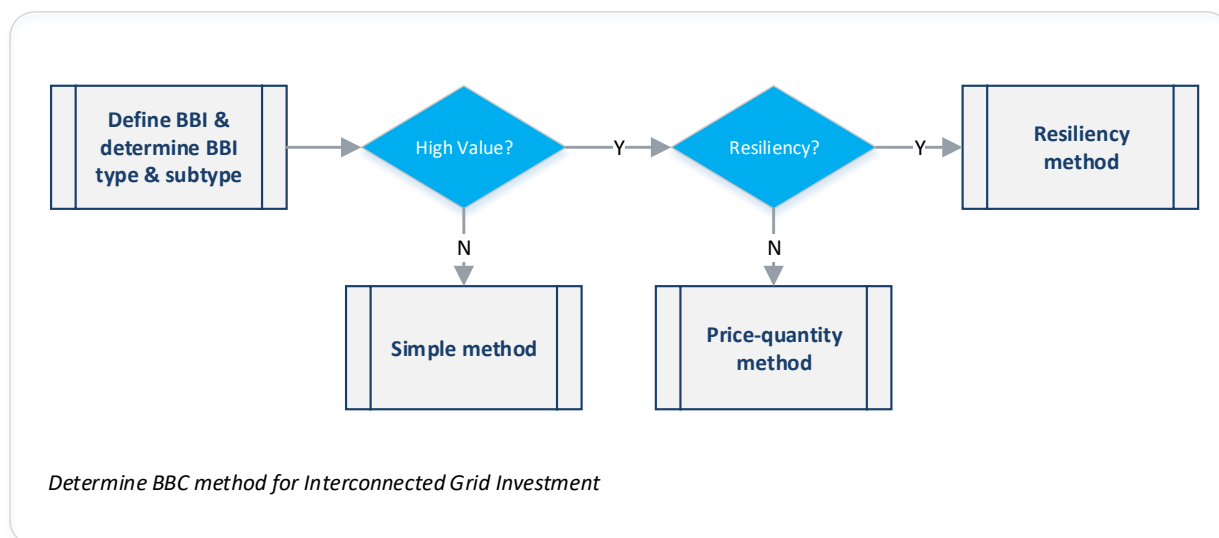 Define BBI &
determine BBI
type & subtype
High Value?
Y
Resiliency?
Y
Resiliency
method
N
N
Simple method
Price-quantity
method
Determine BBC method for Interconnected Grid Investment